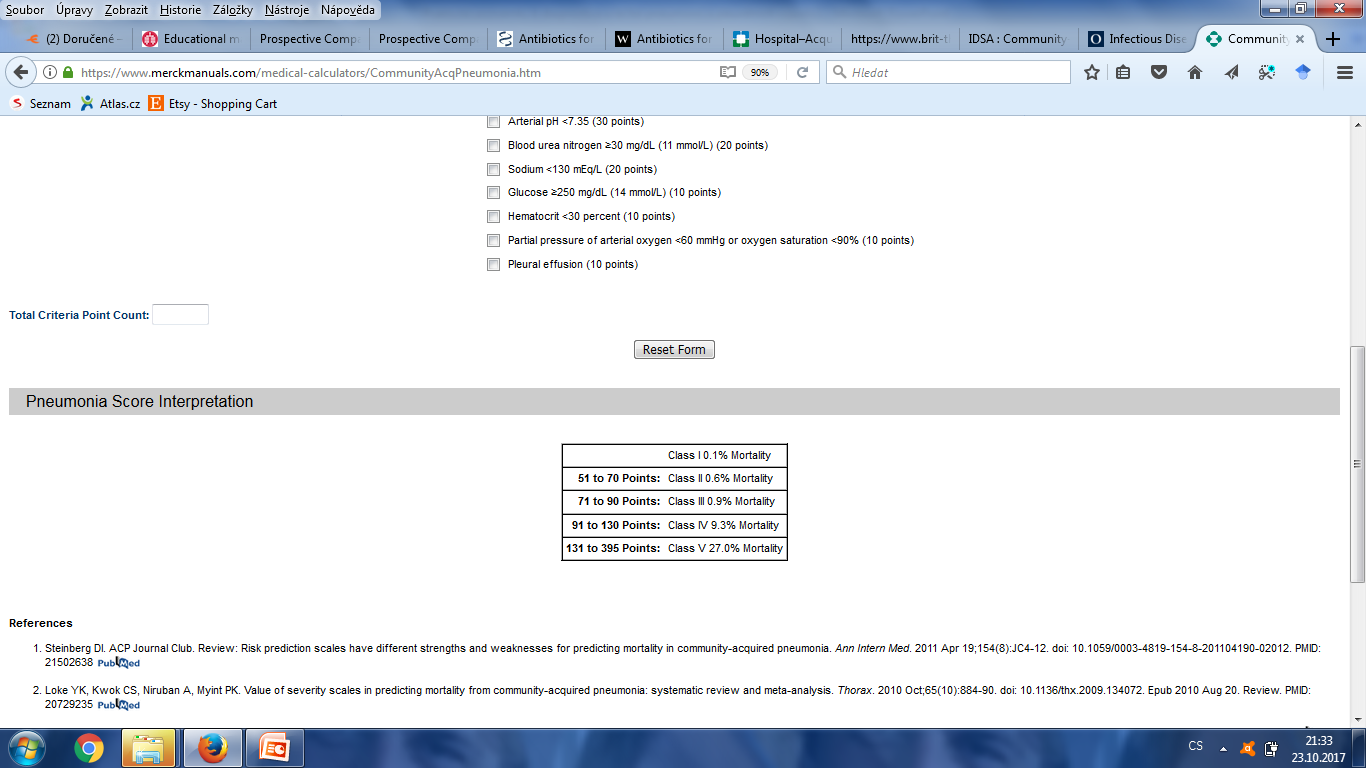 Soubor Úpravy Zobrazit Historie Záložky Nástroje Nápověda
(2) Doručené – Educational m Prospective Compa Prospective Compa Antibiotics for Antibiotics for Hospital–Acqu https://www.brit-t IDSA : Community Infectious Dise Community
https://www.merckmanuals.com/medical-calculators/CommunityAcqPneumonia.htm 90% Hledat
Seznam Atlas.cz Etsy - Shopping Cart
Arterial pH <7.35 (30 points)
Blood urea nitrogen ≥30 mg/dL (11 mmol/L) (20 points)
Sodium <130 mEq/L (20 points)
Glucose ≥250 mg/dL (14 mmol/L) (10 points)
Hematocrit <30 percent (10 points)
Partial pressure of arterial oxygen <60 mmHg or oxygen saturation <90% (10 points)
Pleural effusion (10 points)
Total Criteria Point Count:
Reset Form
Pneumonia Score Interpretation
Class I 0.1% Mortality
51 to 70 Points: Class II 0.6% Mortality
71 to 90 Points: Class III 0.9% Mortality
91 to 130 Points: Class IV 9.3% Mortality
131 to 395 Points: Class V 27.0% Mortality
References
1. Steinberg DI. ACP Journal Club. Review: Risk prediction scales have different strengths and weaknesses for predicting mortality in community-acquired pneumonia. Ann Intern Med. 2011 Apr 19;154(8):JC4-12. doi: 10.1059/0003-4819-154-8-201104190-02012. PMID:
21502638 PubMed
2. Loke YK, Kwok CS, Niruban A, Myint PK. Value of severity scales in predicting mortality from community-acquired pneumonia: systematic review and meta-analysis. Thorax. 2010 Oct;65(10):884-90. doi: 10.1136/thx.2009.134072. Epub 2010 Aug 20. Review. PMID:
20729235 PubMed
CS 21:33
23.10.2017